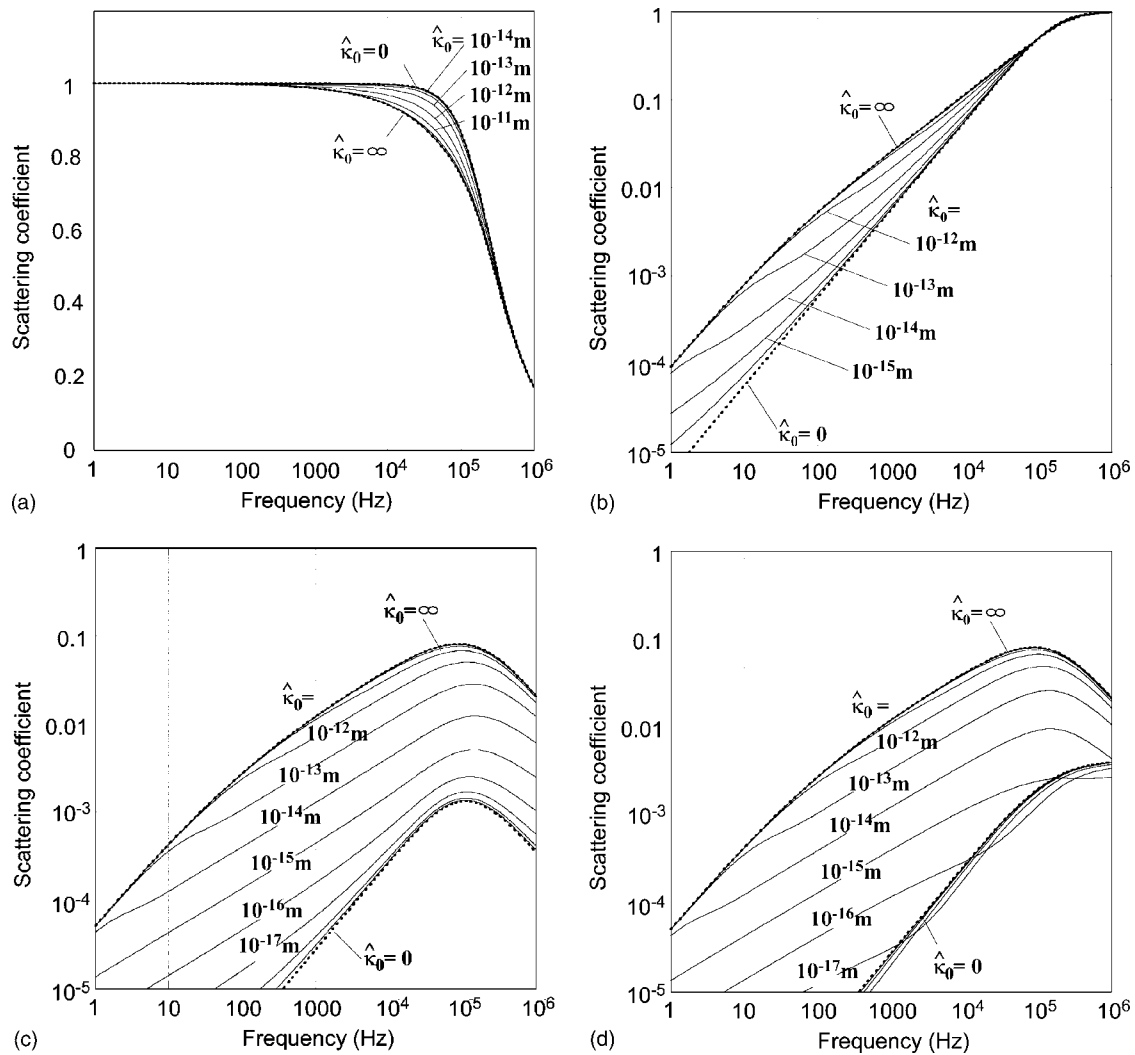 Scattering coefficient
1
0.8
0.6
0.4
0.2
0
κ̂₀= 0
κ̂₀= 10⁻¹⁴m
10⁻¹³m
10⁻¹²m
10⁻¹¹m
κ̂₀= ∞
1 10 100 1000 10⁴ 10⁵ 10⁶
Frequency (Hz)
(a)
Scattering coefficient
1
0.1
0.01
10⁻³
10⁻⁴
10⁻⁵
κ̂₀= ∞
κ̂₀=
10⁻¹²m
10⁻¹³m
10⁻¹⁴m
10⁻¹⁵m
κ̂₀= 0
1 10 100 1000 10⁴ 10⁵ 10⁶
Frequency (Hz)
(b)
Scattering coefficient
1
0.1
0.01
10⁻³
10⁻⁴
10⁻⁵
κ̂₀= ∞
κ̂₀=
10⁻¹²m
10⁻¹³m
10⁻¹⁴m
10⁻¹⁵m
10⁻¹⁶m
10⁻¹⁷m
κ̂₀= 0
1 10 100 1000 10⁴ 10⁵ 10⁶
Frequency (Hz)
(c)
Scattering coefficient
1
0.1
0.01
10⁻³
10⁻⁴
10⁻⁵
κ̂₀= ∞
κ̂₀=
10⁻¹²m
10⁻¹³m
10⁻¹⁴m
10⁻¹⁵m
10⁻¹⁶m
10⁻¹⁷m
κ̂₀= 0
1 10 100 1000 10⁴ 10⁵ 10⁶
Frequency (Hz)
(d)